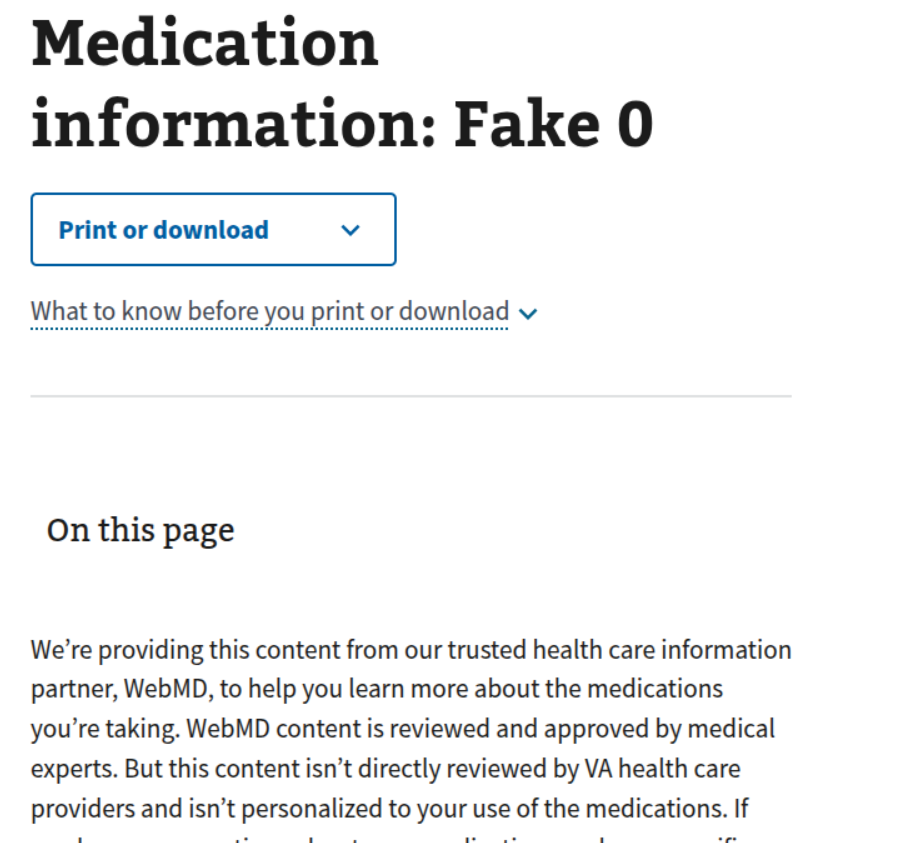 Medication
information: Fake 0
Print or download
What to know before you print or download
On this page
We’re providing this content from our trusted health care information
partner, WebMD, to help you learn more about the medications
you’re taking. WebMD content is reviewed and approved by medical
experts. But this content isn’t directly reviewed by VA health care
providers and isn’t personalized to your use of the medications. If